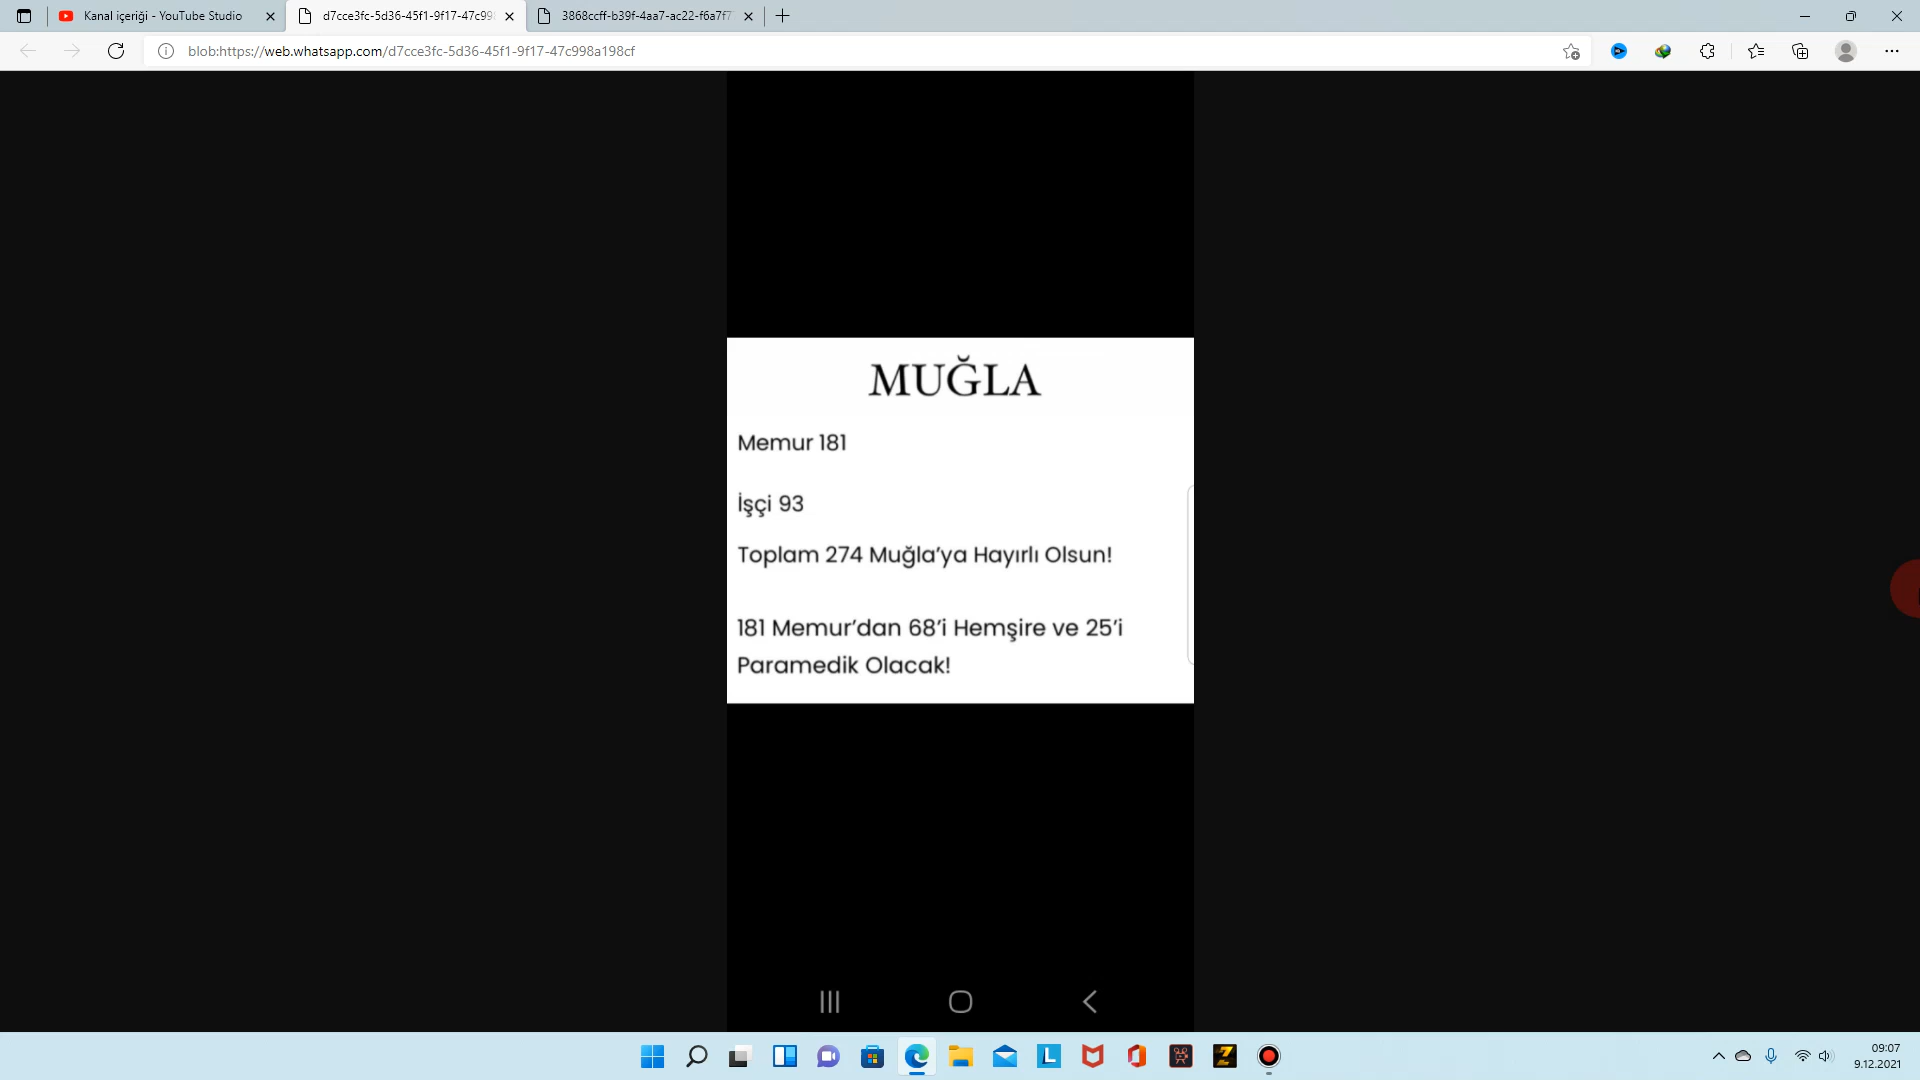 Kanal içeriği - YouTube Studio
d7cce3fc-5d36-45f1-9f17-47c99
3868ccff-b39f-4aa7-ac22-f6a7f7
blob:https://web.whatsapp.com/d7cce3fc-5d36-45f1-9f17-47c998a198cf
MUĞLA
Memur 181
İşçi 93
Toplam 274 Muğla’ya Hayırlı Olsun!
181 Memur’dan 68’i Hemşire ve 25’i
Paramedik Olacak!
09:07
9.12.2021